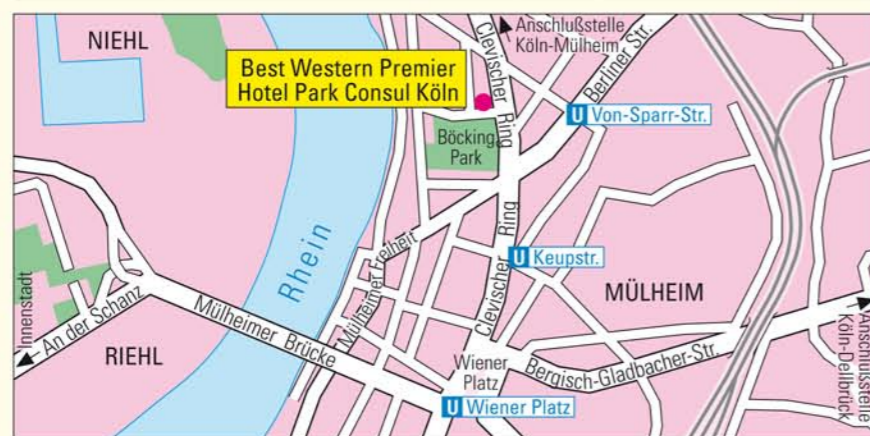 NIEHL
Best Western Premier
Hotel Park Consul Köln
Clevischer Ring
Anschlußstelle
Köln-Mülheim
Berliner Str.
U Von-Sparr-Str.
Böcking
Park
Rhein
Mülheimer Freiheit
Clevischer Ring
U Keupstr.
MÜLHEIM
Innenstadt
An der Schanz
RIEHL
Mülheimer Brücke
Wiener
Platz
Bergisch-Gladbacher-Str.
Anschlußstelle
Köln-Dellbrück
U Wiener Platz